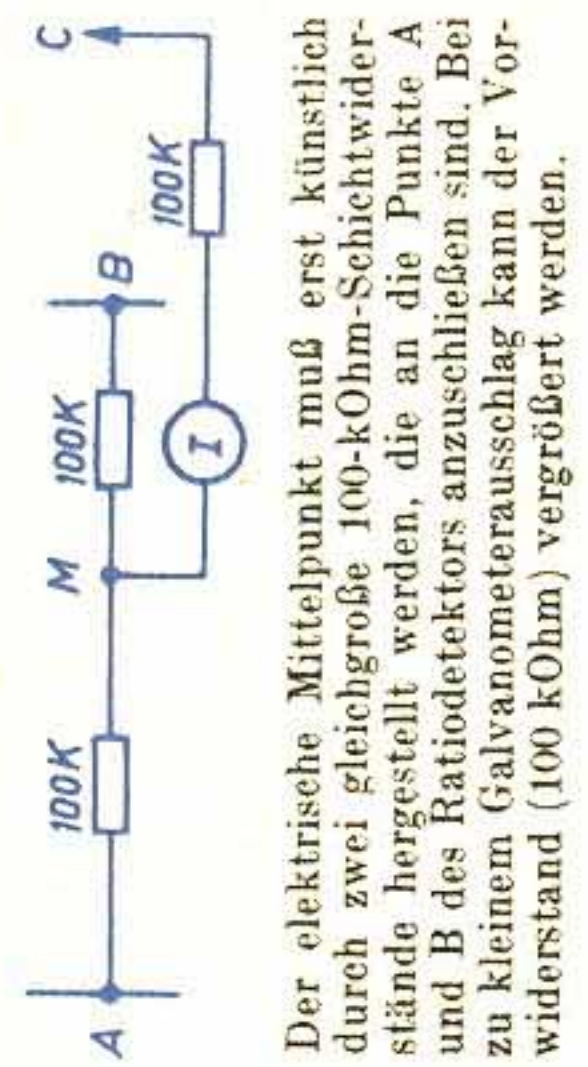 100K
100K
100K
A
M
B
C
I
Der elektrische Mittelpunkt muß erst künstlich
durch zwei gleichgroße 100-kOhm-Schichtwider-
stände hergestellt werden, die an die Punkte A
und B des Ratiodetektors anzuschließen sind. Bei
zu kleinem Galvanometerausschlag kann der Vor-
widerstand (100 kOhm) vergrößert werden.